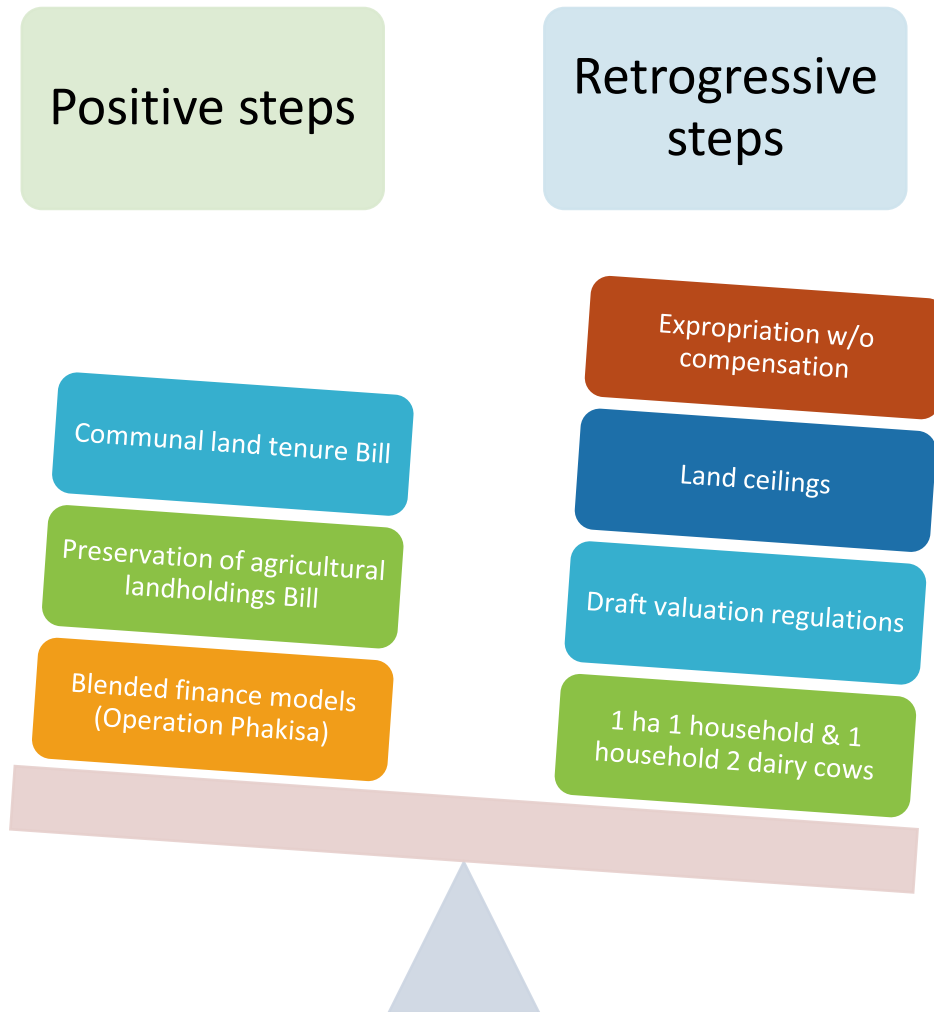 Positive steps
Retrogressive
steps
Communal land tenure Bill
Preservation of agricultural
landholdings Bill
Blended finance models
(Operation Phakisa)
Expropriation w/o
compensation
Land ceilings
Draft valuation regulations
1 ha 1 household & 1
household 2 dairy cows